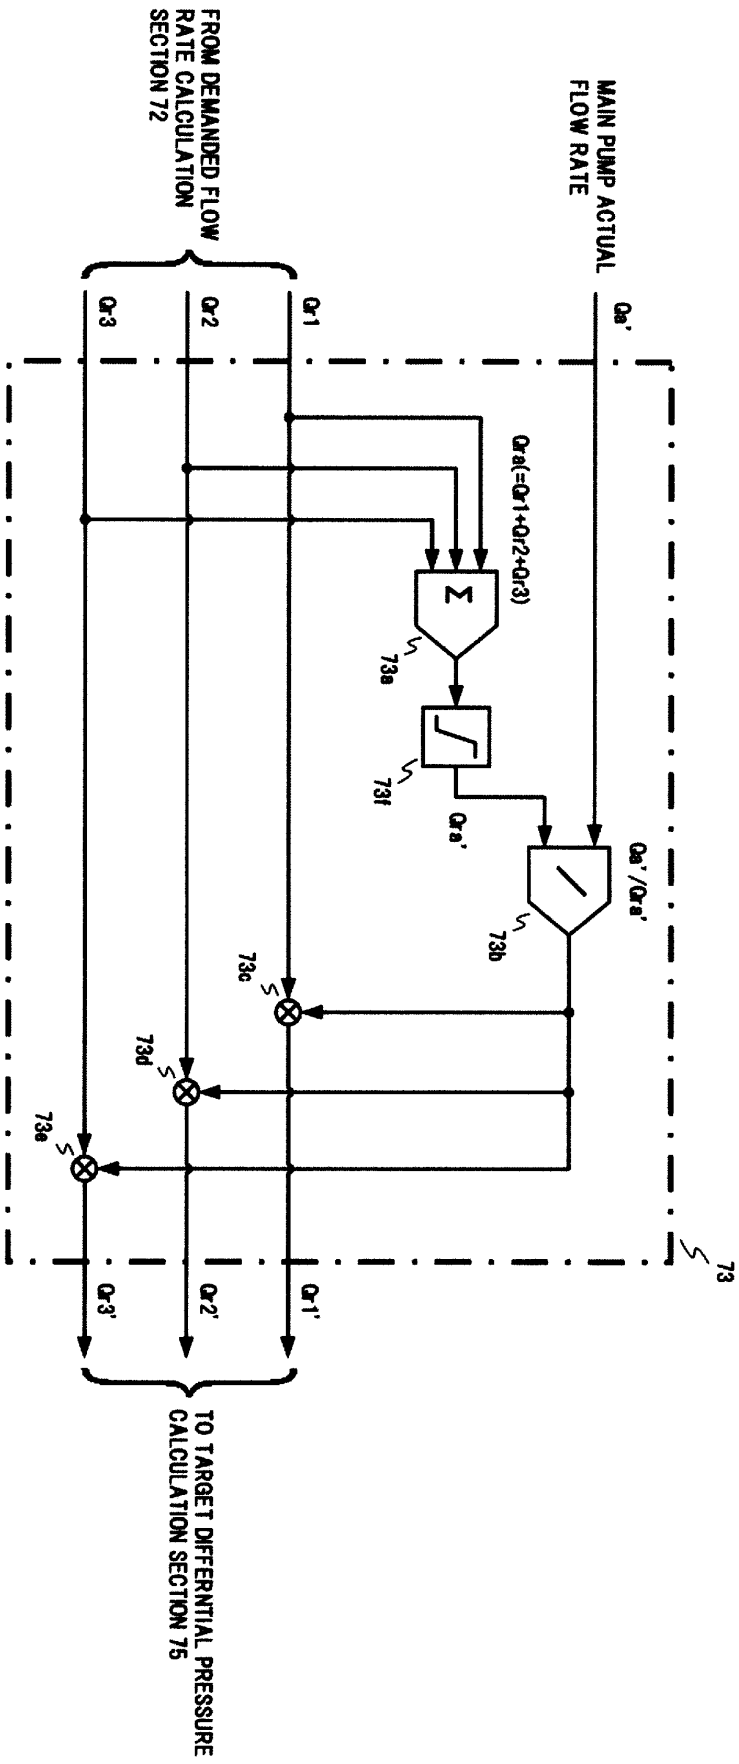 73
MAIN PUMP ACTUAL
FLOW RATE
Qa'
Qa'/Qra'
Qra(=Qr1+Qr2+Qr3)
Σ
73a
73f
Qra'
/
73b
FROM DEMANDED FLOW
RATE CALCULATION
SECTION 72
Qr1
Qr2
Qr3
73c
73d
73e
Qr1'
Qr2'
Qr3'
TO TARGET DIFFERNTIAL PRESSURE
CALCULATION SECTION 75